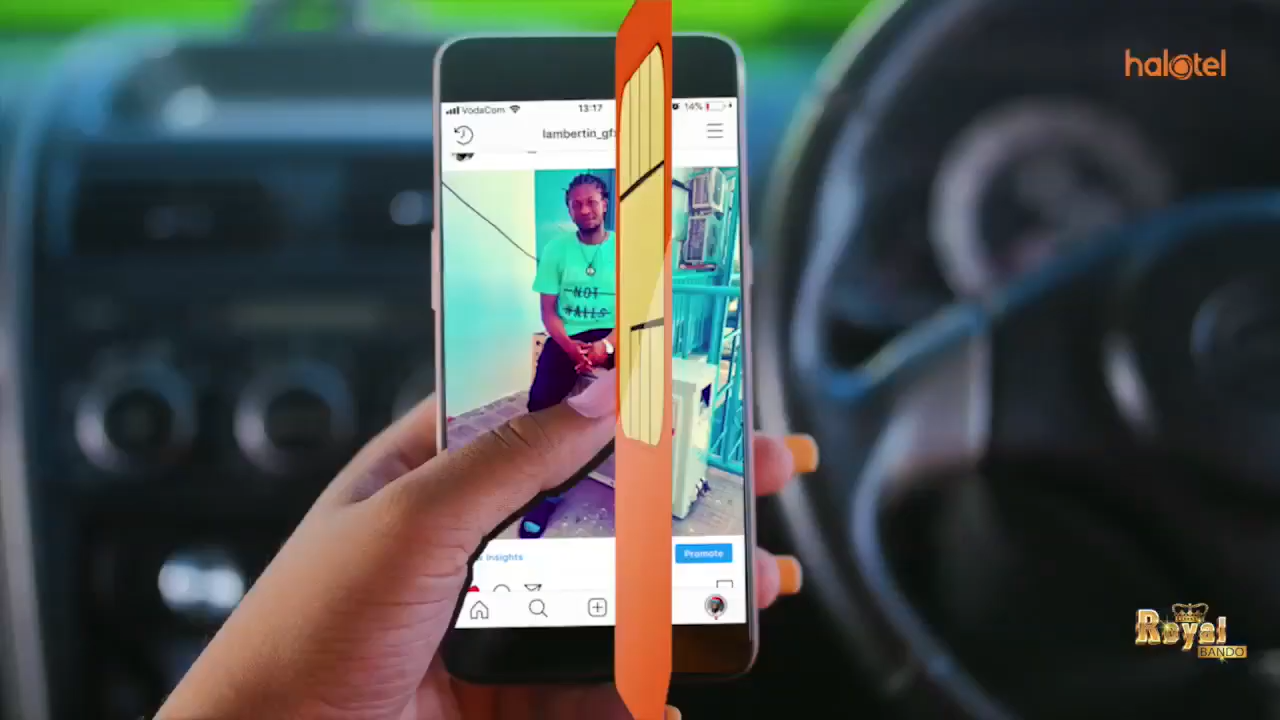 halotel
VodaCom
13:17
14%
lambertin_gf
NOT
insights
Promote
Royal
BANDO